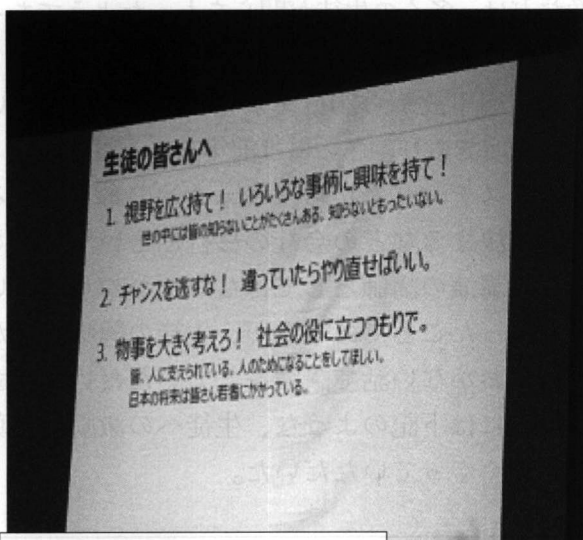 生徒の皆さんへ
1. 視野を広く持て！ いろいろな事柄に興味を持て！
世の中には皆の知らないことがたくさんある。知らないともったいない。
2. チャンスを逃すな！ 違っていたらやり直せばいい。
3. 物事を大きく考えろ！ 社会の役に立つつもりで。
皆、人に支えられている。人のためになることをしてほしい。
日本の将来は皆さん若者にかかっている。